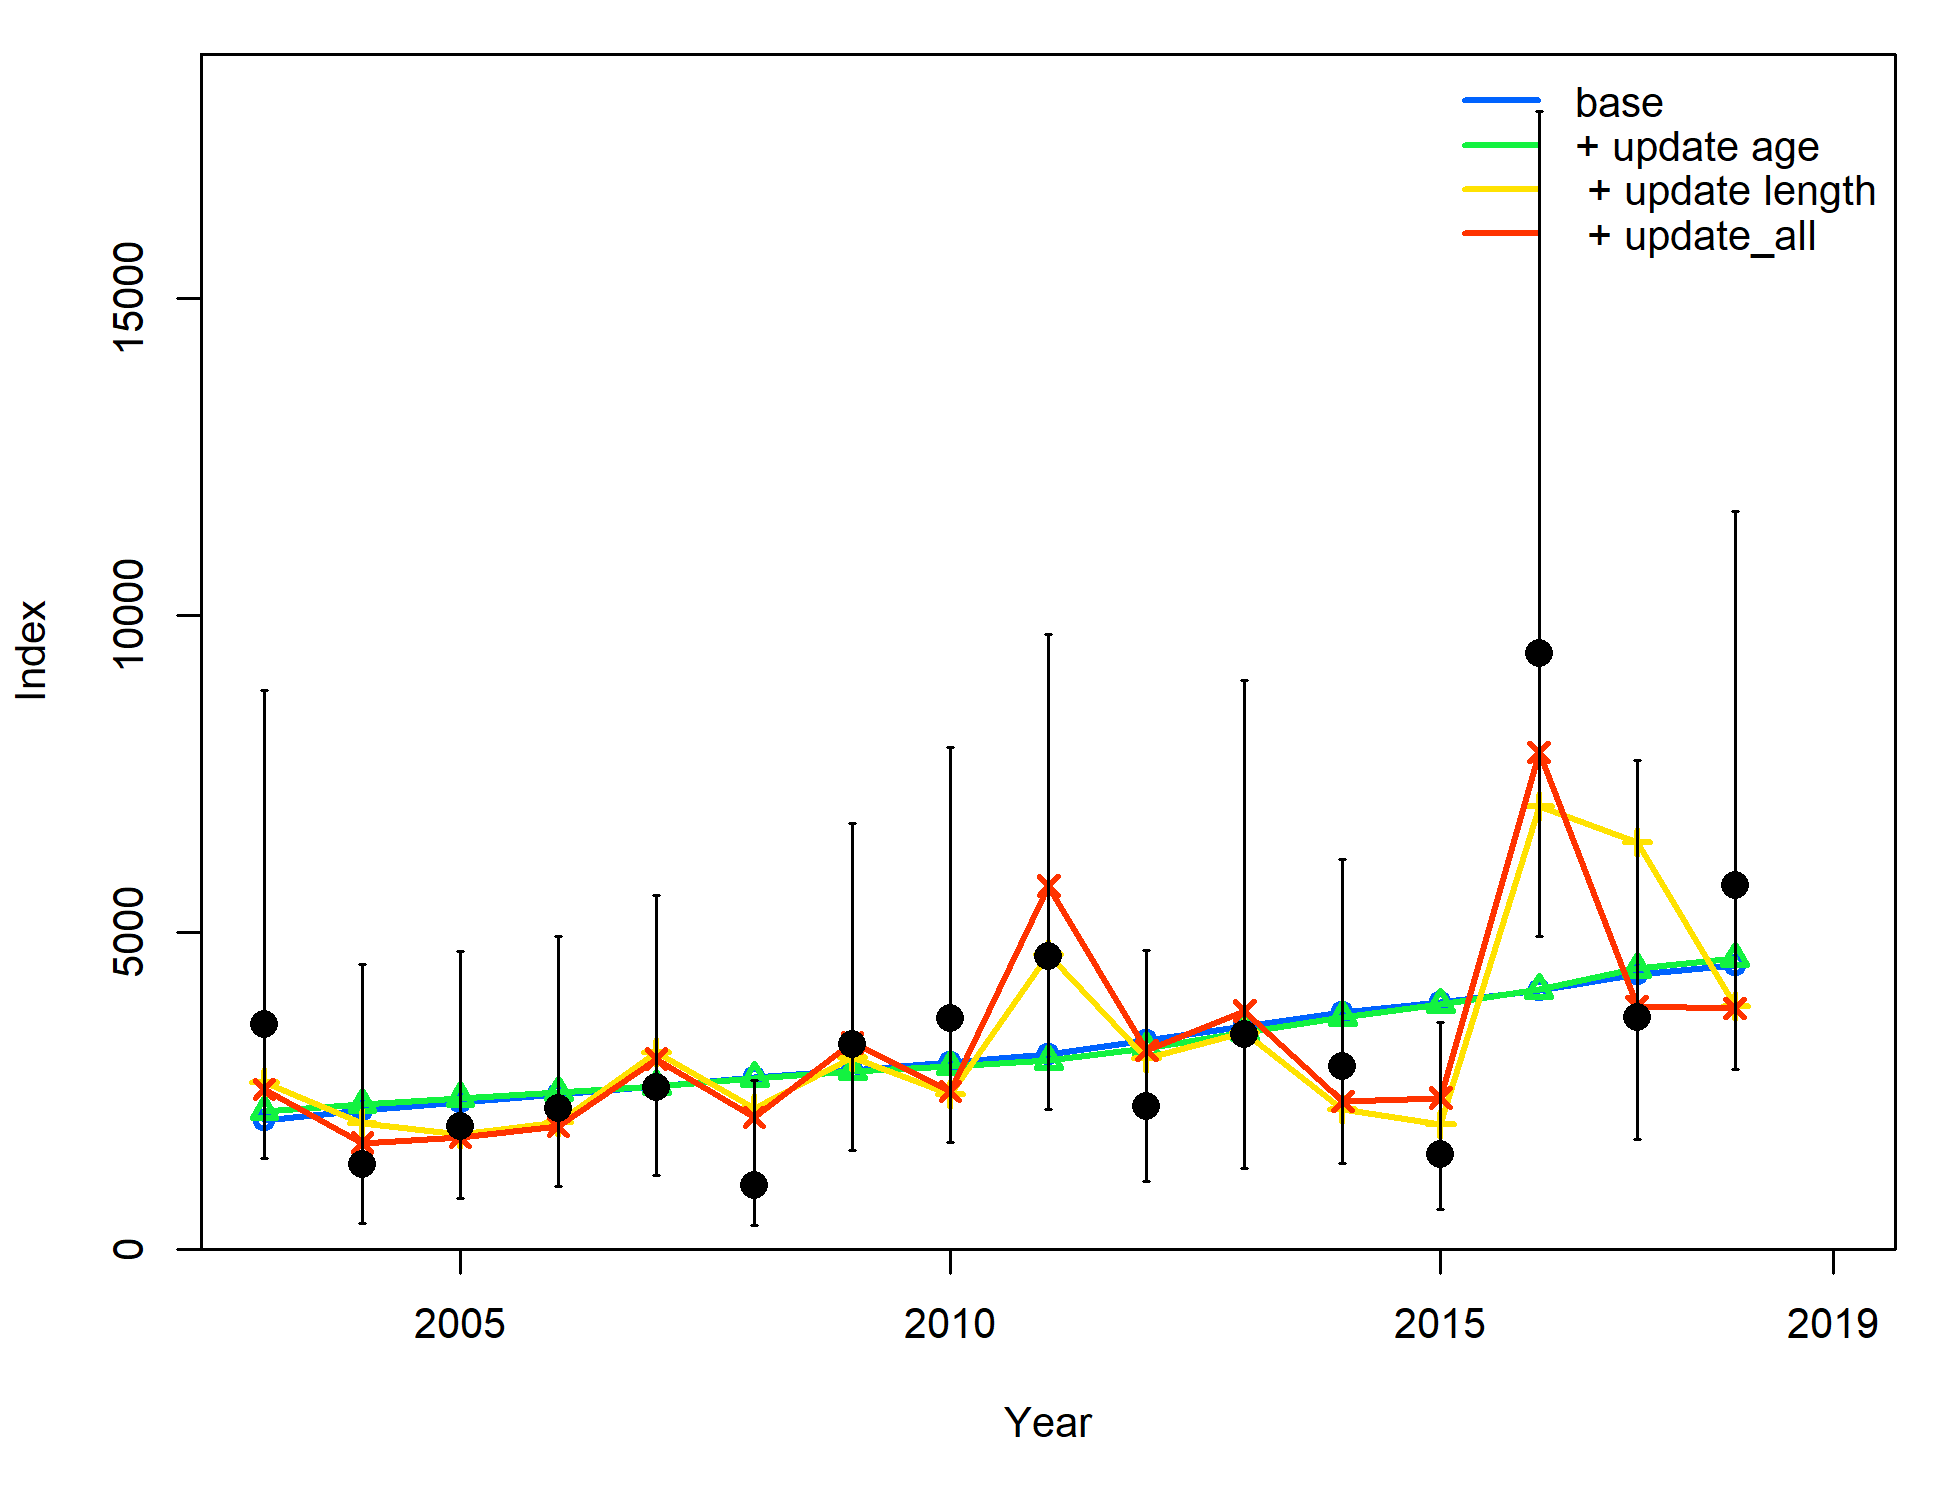 base
+ update age
+ update length
+ update_all
15000
10000
5000
0
Index
2005
2010
2015
2019
Year